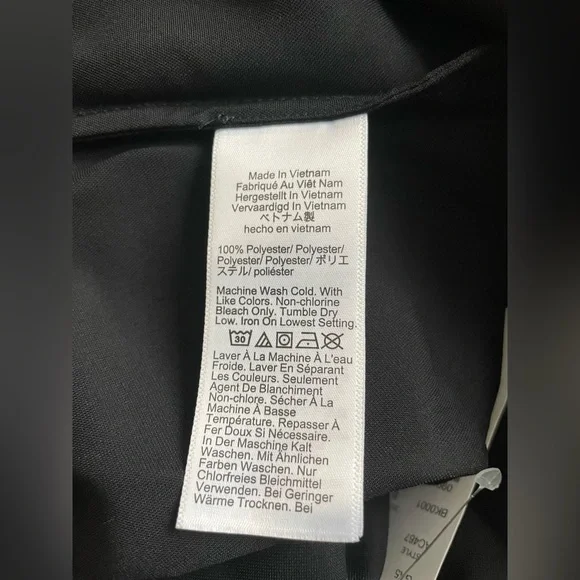 Made In Vietnam
Fabriqué Au Viêt Nam
Hergestellt In Vietnam
Vervaardigd In Vietnam
ベトナム製
hecho en vietnam
100% Polyester/ Polyester/
Polyester/ Polyester/ ポリエ
ステル/ poliéster
Machine Wash Cold. With
Like Colors. Non-chlorine
Bleach Only. Tumble Dry
Low. Iron On Lowest Setting.
30
Laver À La Machine À L'eau
Froide. Laver En Séparant
Les Couleurs. Seulement
Agent De Blanchiment
Non-chlore. Sécher À La
Machine À Basse
Température. Repasser À
Fer Doux Si Nécessaire.
In Der Maschine Kalt
Waschen. Mit Ähnlichen
Farben Waschen. Nur
Chlorfreies Bleichmittel
Verwenden. Bei Geringer
Wärme Trocknen. Bei
BK0001
STYLE